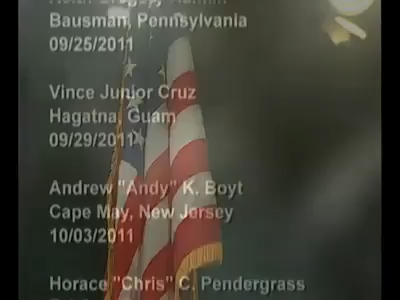 Bausman, Pennsylvania
09/25/2011
Vince Junior Cruz
Hagatna, Guam
09/29/2011
Andrew "Andy" K. Boyt
Cape May, New Jersey
10/03/2011
Horace "Chris" C. Pendergrass